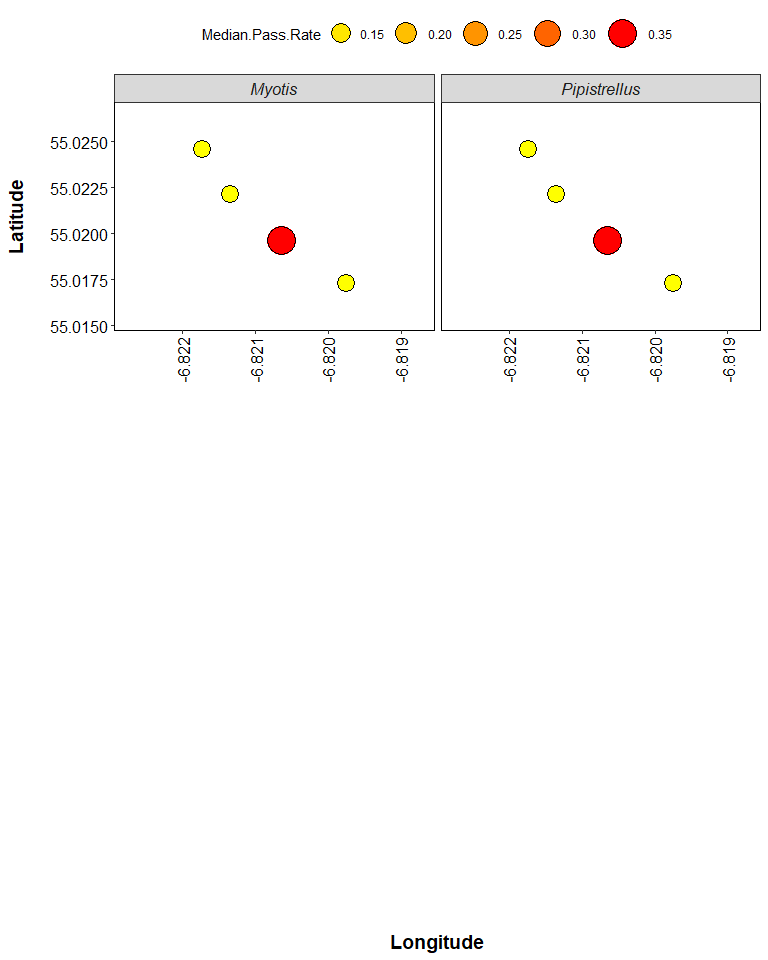 Median.Pass.Rate 0.15 0.20 0.25 0.30 0.35
Myotis Pipistrellus
Latitude
55.0250
55.0225
55.0200
55.0175
55.0150
-6.822 -6.821 -6.820 -6.819 -6.822 -6.821 -6.820 -6.819
Longitude